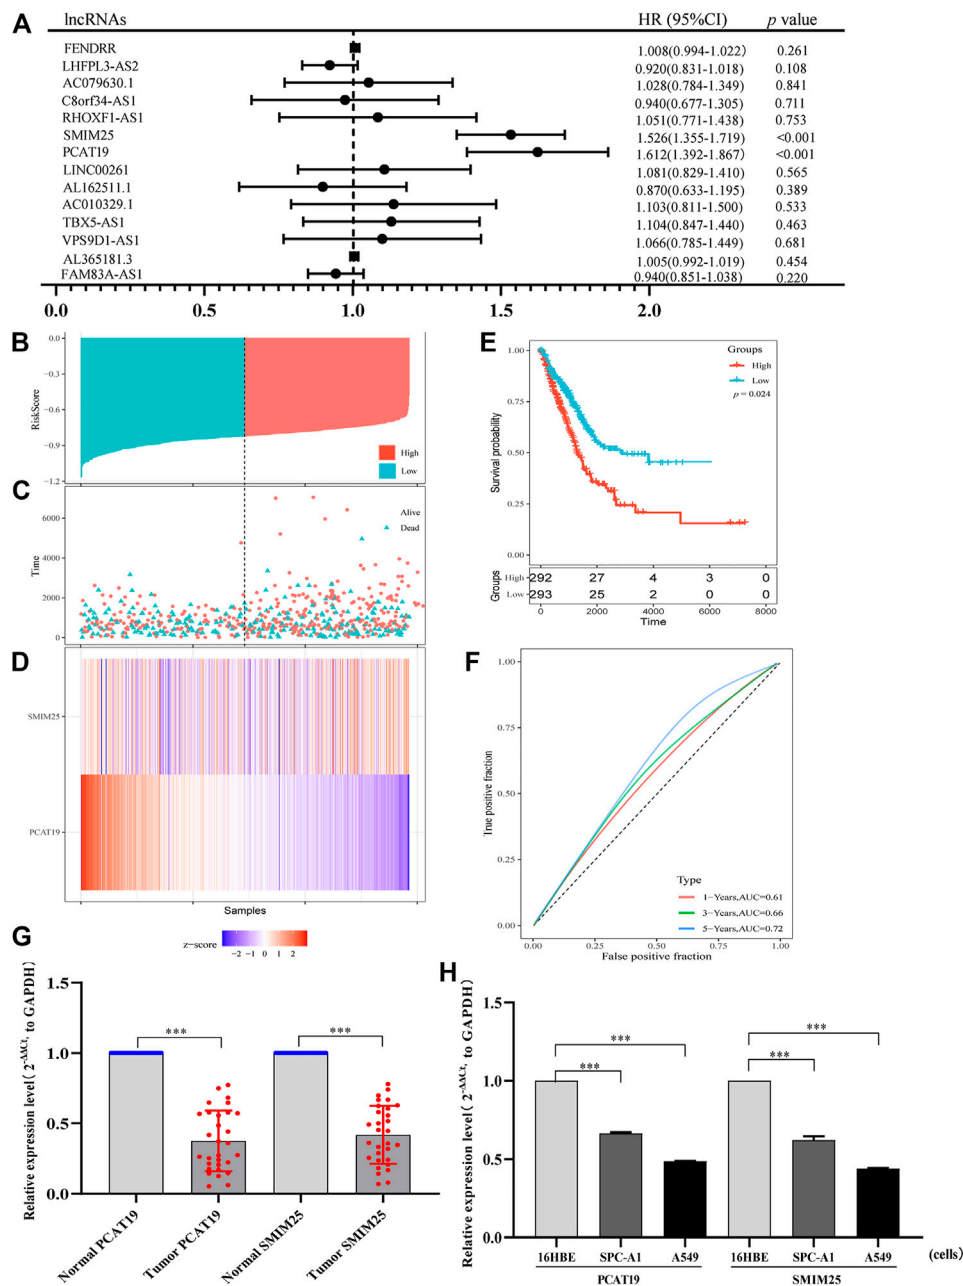 A lncRNAs HR (95%CI) p value
FENDRR 1.008(0.994-1.022) 0.261
LHFPL3-AS2 0.920(0.831-1.018) 0.108
AC079630.1 1.028(0.784-1.349) 0.841
C8orf34-AS1 0.940(0.677-1.305) 0.711
RHOXF1-AS1 1.051(0.771-1.438) 0.753
SMIM25 1.526(1.355-1.719) <0.001
PCAT19 1.612(1.392-1.867) <0.001
LINC00261 1.081(0.829-1.410) 0.565
AL162511.1 0.870(0.633-1.195) 0.389
AC010329.1 1.103(0.811-1.500) 0.533
TBX5-AS1 1.104(0.847-1.440) 0.463
VPS9D1-AS1 1.066(0.785-1.449) 0.681
AL365181.3 1.005(0.992-1.019) 0.454
FAM83A-AS1 0.940(0.851-1.038) 0.220
0.0 0.5 1.0 1.5 2.0
B
RiskScore
0.0
−0.3
−0.6
−0.9
−1.2
High
Low
C
Time
6000
4000
2000
0
Alive
Dead
D
SMIM25
PCAT19
Samples
z-score
−2 −1 0 1 2
E
Survival probability
1.00
0.75
0.50
0.25
0.00
Groups
High
Low
p = 0.024
Groups
High 292 27 4 3 0
Low 293 25 2 0 0
0 2000 4000 6000 8000
Time
F
True positive fraction
1.00
0.75
0.50
0.25
0.00
Type
1−Years,AUC=0.61
3−Years,AUC=0.66
5−Years,AUC=0.72
0.00 0.25 0.50 0.75 1.00
False positive fraction
G
Relative expression level( 2-ΔΔCt, to GAPDH)
1.5
1.0
0.5
0.0
*** ***
Normal PCAT19
Tumor PCAT19
Normal SMIM25
Tumor SMIM25
H
Relative expression level( 2-ΔΔCt, to GAPDH)
1.5
1.0
0.5
0.0
*** ***
*** ***
16HBE SPC-A1 A549 16HBE SPC-A1 A549 (cells)
PCAT19 SMIM25